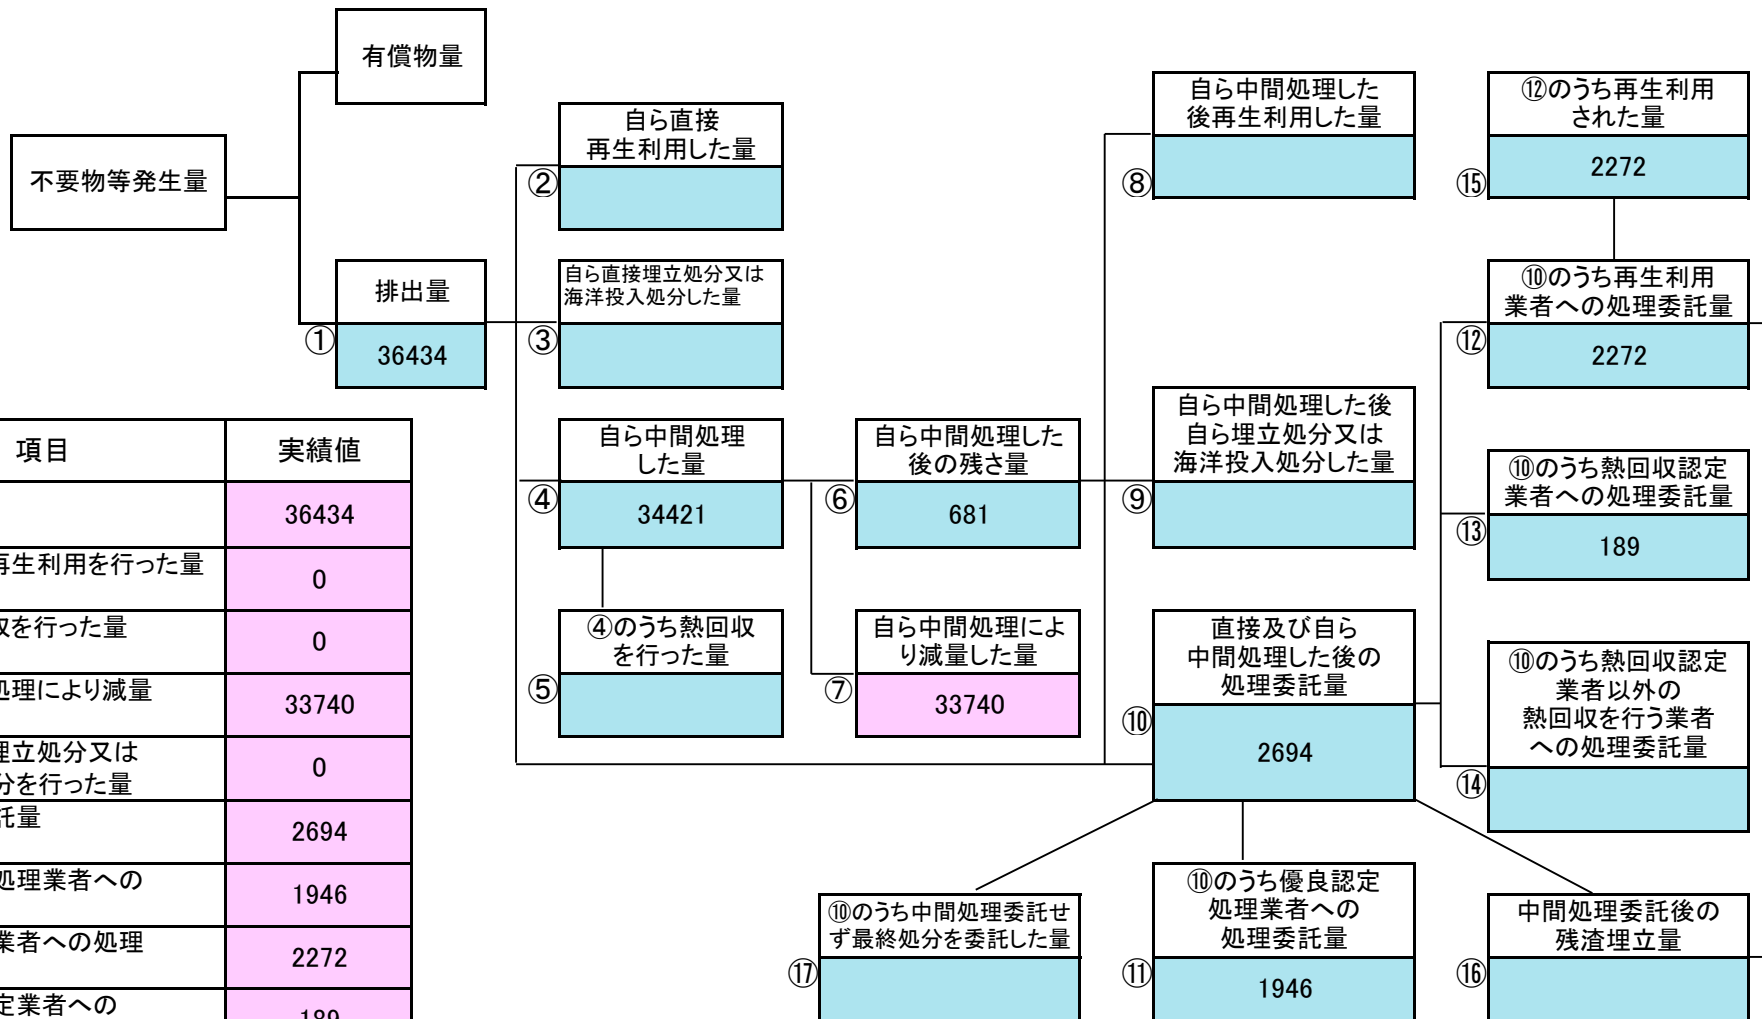 有償物量
不要物等発生量
排出量
①
36434
自ら直接
再生利用した量
②
自ら直接埋立処分又は
海洋投入処分した量
③
自ら中間処理
した量
④
34421
④のうち熱回収
を行った量
⑤
自ら中間処理した
後の残さ量
⑥
681
自ら中間処理によ
り減量した量
⑦
33740
自ら中間処理した
後再生利用した量
⑧
自ら中間処理した後
自ら埋立処分又は
海洋投入処分した量
⑨
直接及び自ら
中間処理した後の
処理委託量
⑩
2694
⑫のうち再生利用
された量
⑮
2272
⑩のうち再生利用
業者への処理委託量
⑫
2272
⑩のうち熱回収認定
業者への処理委託量
⑬
189
⑩のうち熱回収認定
業者以外の
熱回収を行う業者
への処理委託量
⑭
⑩のうち中間処理委託せ
ず最終処分を委託した量
⑰
⑩のうち優良認定
処理業者への
処理委託量
⑪
1946
中間処理委託後の
残渣埋立量
⑯
項目 実績値
36434
再生利用を行った量
0
収を行った量
0
処理により減量
33740
埋立処分又は
分を行った量
0
託量
2694
処理業者への
1946
業者への処理
2272
定業者への
189